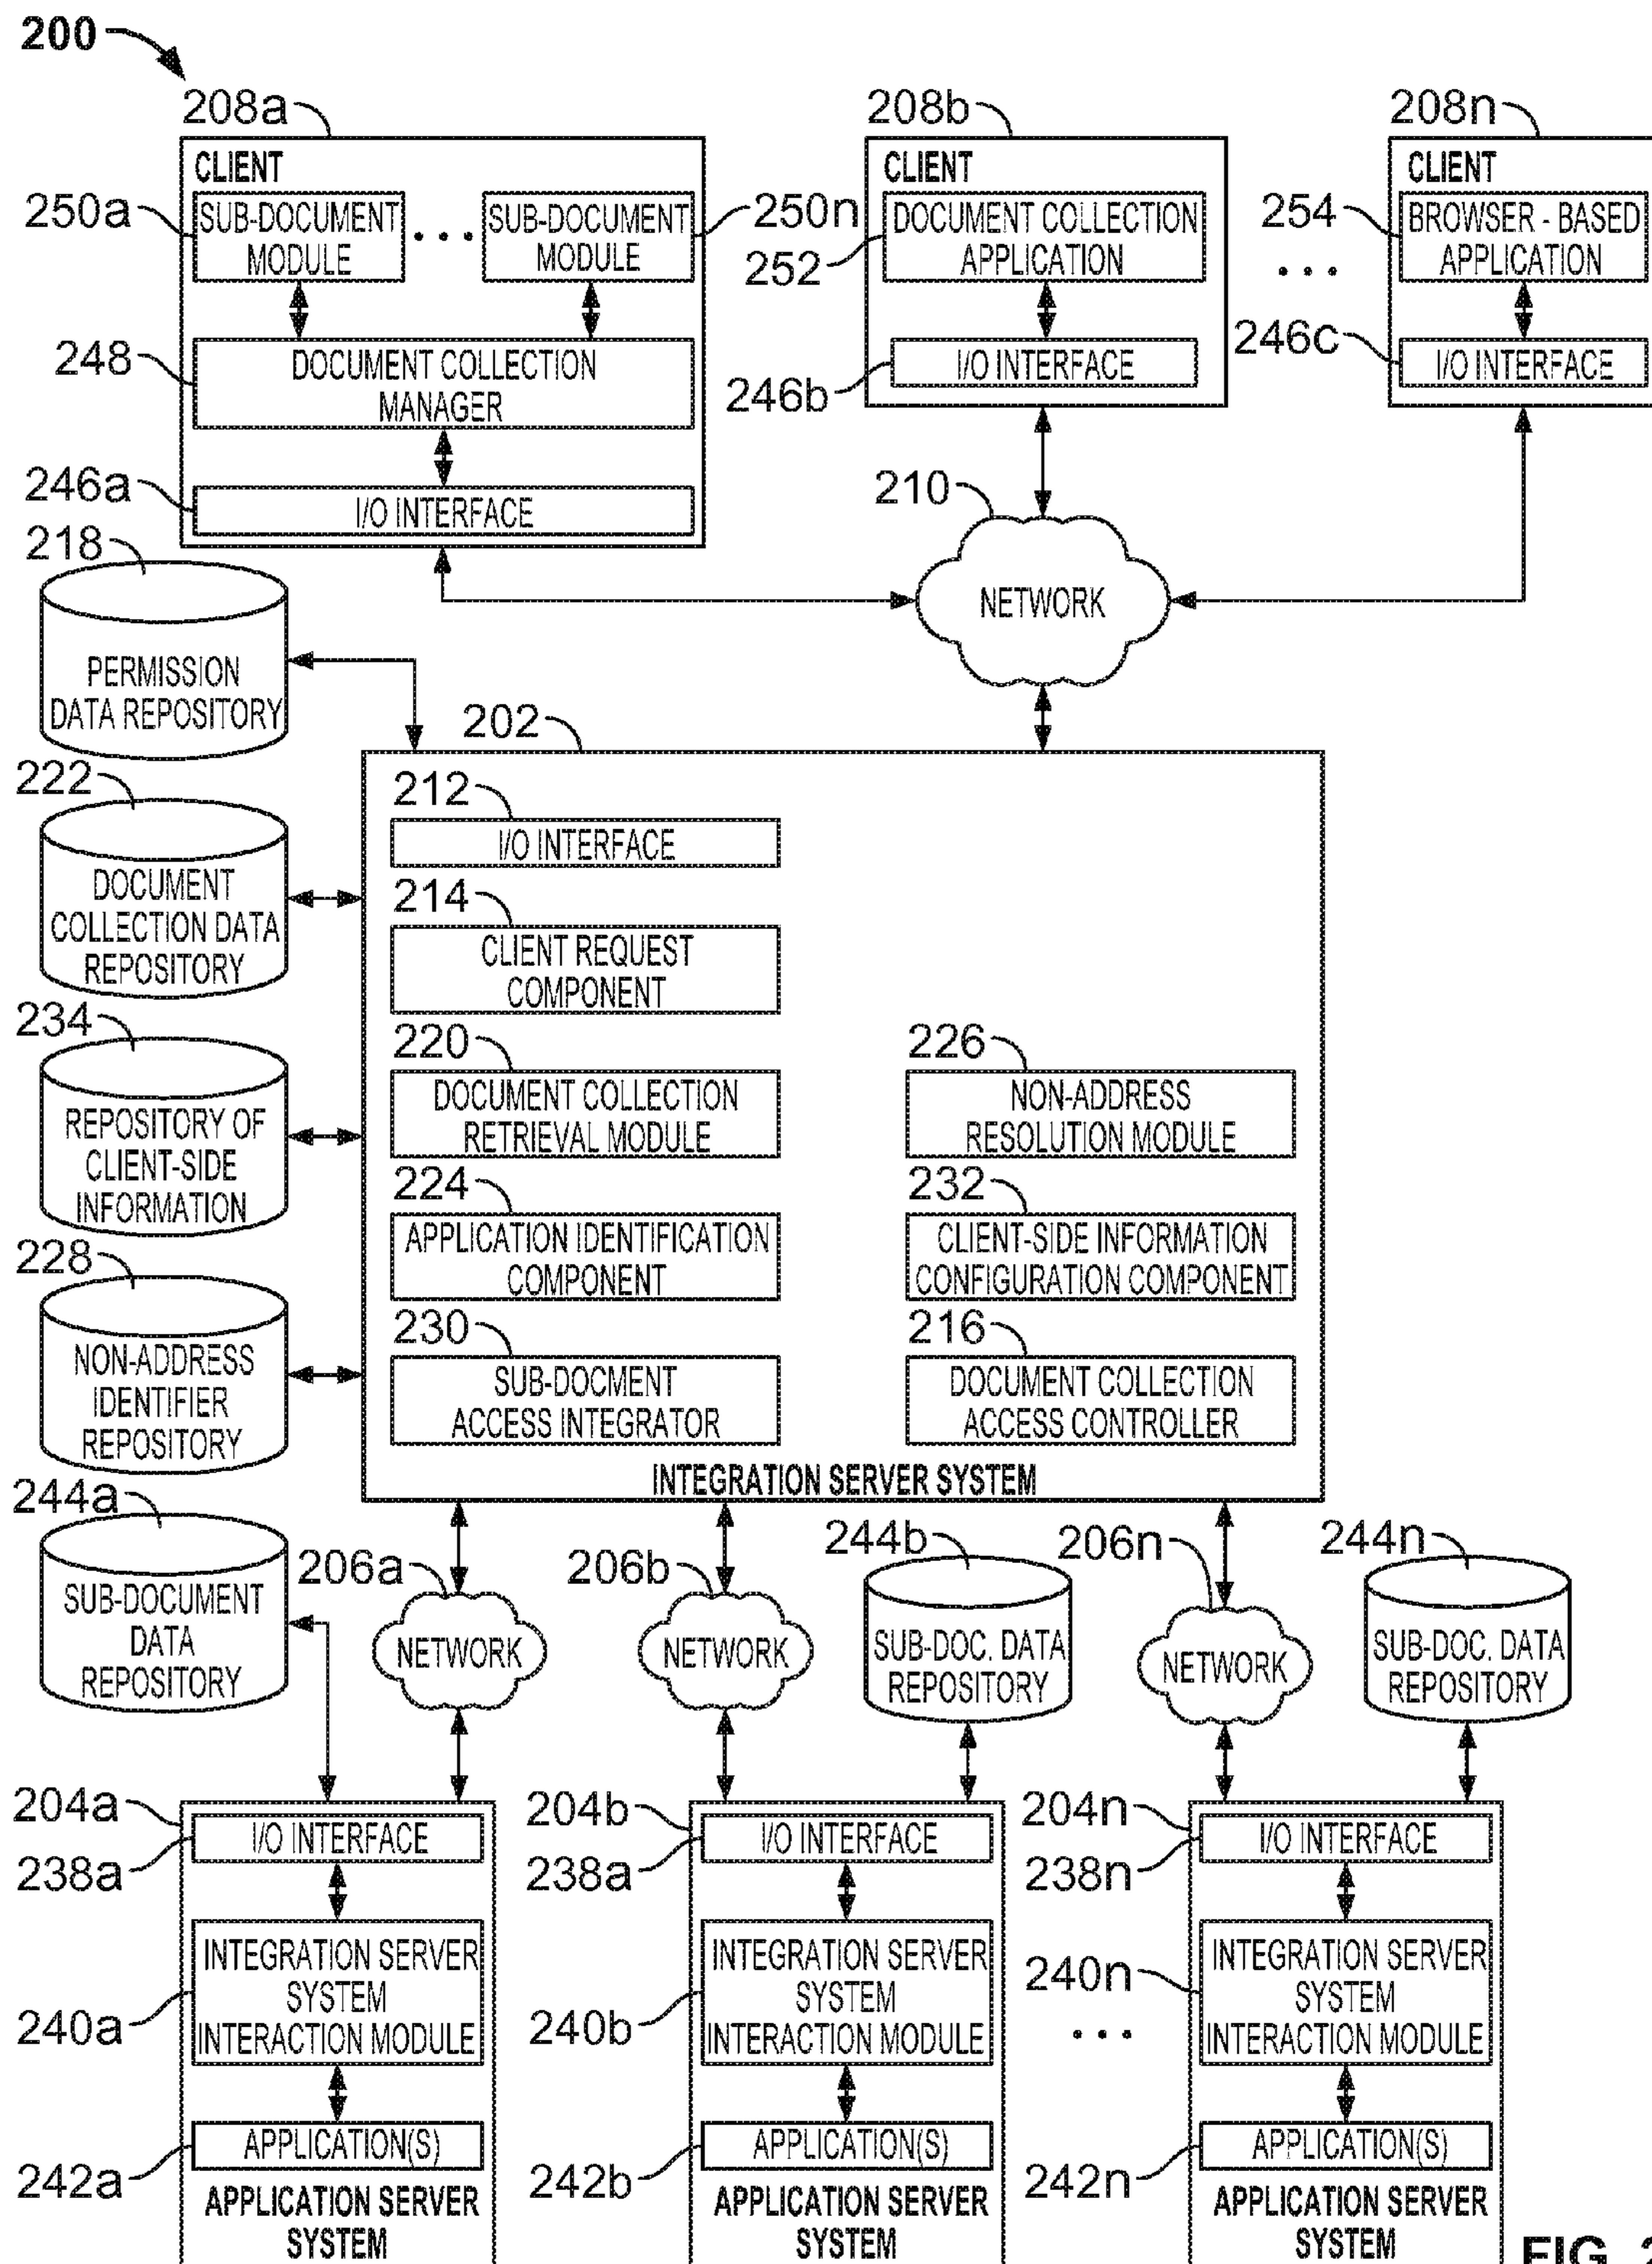 200
208a
208b
208n
CLIENT
CLIENT
CLIENT
250a
SUB-DOCUMENT
MODULE
• • •
SUB-DOCUMENT
MODULE
250n
252
DOCUMENT COLLECTION
APPLICATION
• • •
254
BROWSER - BASED
APPLICATION
248
DOCUMENT COLLECTION
MANAGER
246b
I/O INTERFACE
246c
I/O INTERFACE
246a
I/O INTERFACE
210
NETWORK
218
PERMISSION
DATA REPOSITORY
222
DOCUMENT
COLLECTION DATA
REPOSITORY
234
REPOSITORY OF
CLIENT-SIDE
INFORMATION
228
NON-ADDRESS
IDENTIFIER
REPOSITORY
202
212
I/O INTERFACE
214
CLIENT REQUEST
COMPONENT
220
DOCUMENT COLLECTION
RETRIEVAL MODULE
226
NON-ADDRESS
RESOLUTION MODULE
224
APPLICATION IDENTIFICATION
COMPONENT
232
CLIENT-SIDE INFORMATION
CONFIGURATION COMPONENT
230
SUB-DOCMENT
ACCESS INTEGRATOR
216
DOCUMENT COLLECTION
ACCESS CONTROLLER
INTEGRATION SERVER SYSTEM
244a
SUB-DOCUMENT
DATA
REPOSITORY
206a
NETWORK
206b
NETWORK
244b
SUB-DOC. DATA
REPOSITORY
206n
NETWORK
244n
SUB-DOC. DATA
REPOSITORY
204a
238a
I/O INTERFACE
240a
INTEGRATION SERVER
SYSTEM
INTERACTION MODULE
242a
APPLICATION(S)
APPLICATION SERVER
SYSTEM
204b
238a
I/O INTERFACE
240b
INTEGRATION SERVER
SYSTEM
INTERACTION MODULE
242b
APPLICATION(S)
APPLICATION SERVER
SYSTEM
• • •
204n
238n
I/O INTERFACE
240n
INTEGRATION SERVER
SYSTEM
INTERACTION MODULE
242n
APPLICATION(S)
APPLICATION SERVER
SYSTEM
FIG.